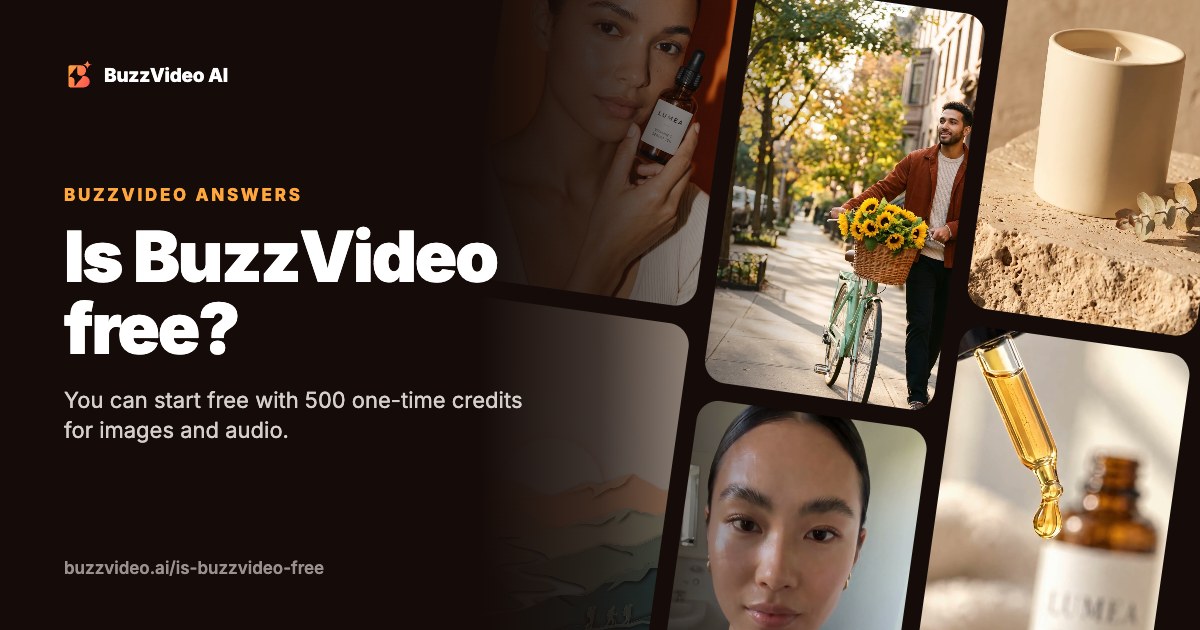 BuzzVideo AI
BUZZVIDEO ANSWERS
Is BuzzVideo
free?
You can start free with 500 one-time credits
for images and audio.
buzzvideo.ai/is-buzzvideo-free
LUMEA
LUMEA